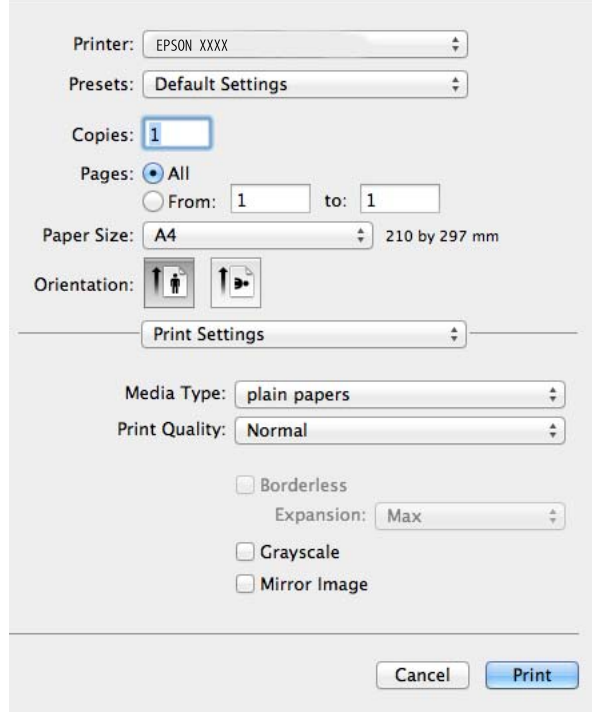 Printer: EPSON XXXX
Presets: Default Settings
Copies: 1
Pages: All
From: 1 to: 1
Paper Size: A4 210 by 297 mm
Orientation:
Print Settings
Media Type: plain papers
Print Quality: Normal
Borderless
Expansion: Max
Grayscale
Mirror Image
Cancel Print